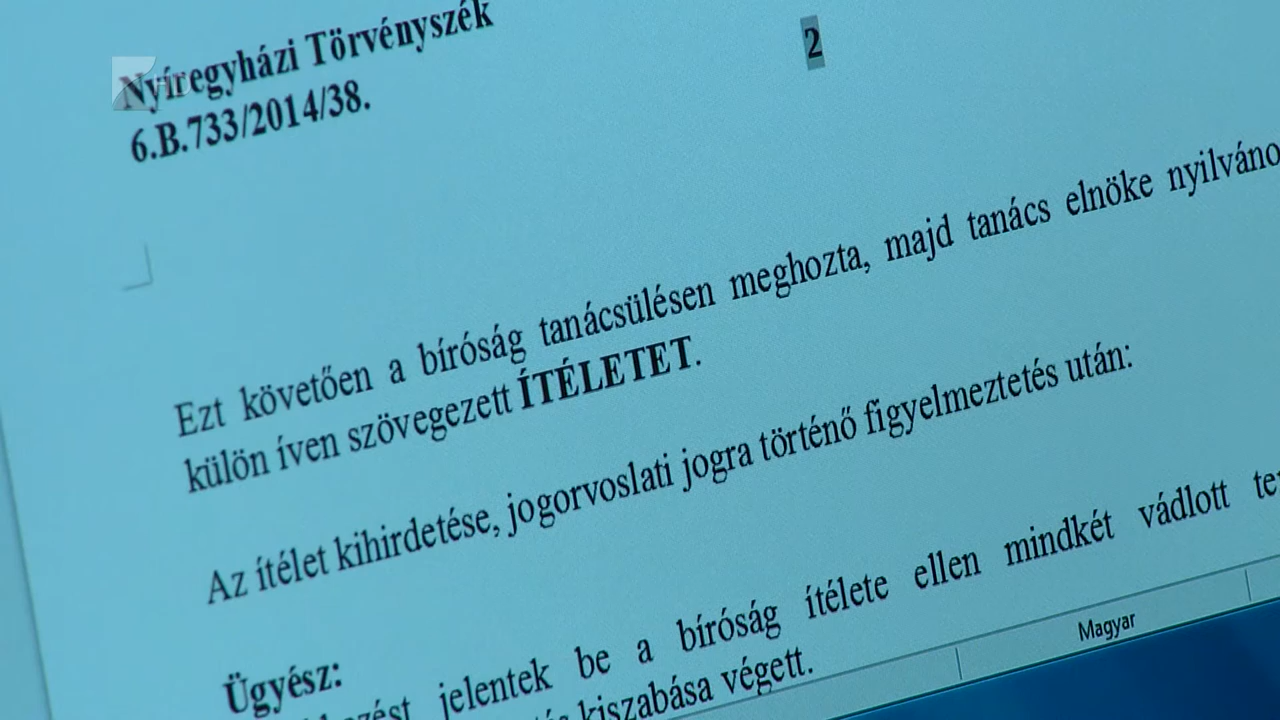 Nyíregyházi Törvényszék
2
6.B.733/2014/38.
Ezt követően a bíróság tanácsülésen meghozta, majd tanács elnöke
külön íven szövegezett ÍTÉLETET.
Az ítélet kihirdetése, jogorvoslati jogra történő figyelmeztetés után:
Ügyész:
jelentek be a bíróság ítélete ellen mindkét vádlott
kiszabása végett.
Magyar